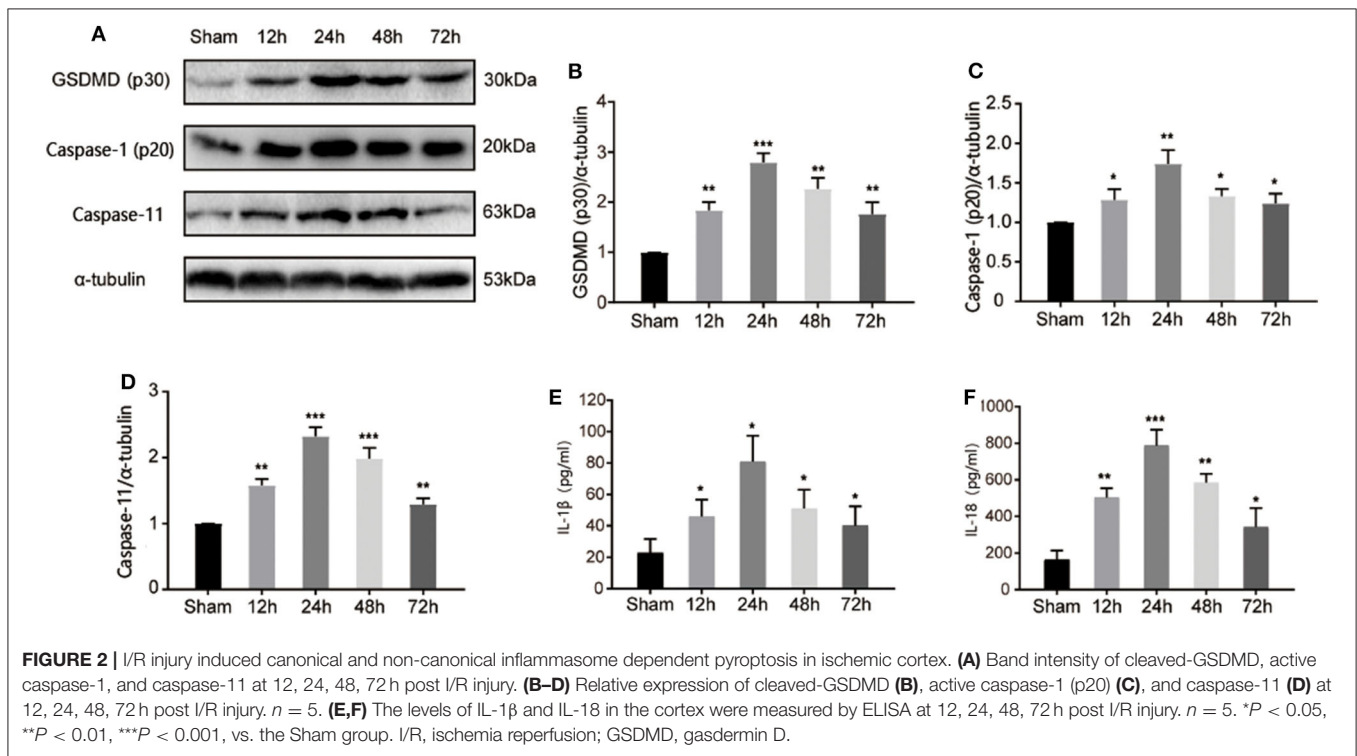 A
Sham 12h 24h 48h 72h
GSDMD (p30) 30kDa
Caspase-1 (p20) 20kDa
Caspase-11 63kDa
α-tubulin 53kDa
B
GSDMD (p30)/α-tubulin
4
3
2
1
0
** *** ** **
Sham 12h 24h 48h 72h
C
Caspase-1 (p20)/α-tubulin
2.5
2.0
1.5
1.0
0.5
0.0
* ** * *
Sham 12h 24h 48h 72h
D
Caspase-11/α-tubulin
3
2
1
0
** *** *** **
Sham 12h 24h 48h 72h
E
IL-1β (pg/ml)
120
100
80
60
40
20
0
* * * *
Sham 12h 24h 48h 72h
F
IL-18 (pg/ml)
1000
800
600
400
200
0
** *** ** *
Sham 12h 24h 48h 72h
FIGURE 2 | I/R injury induced canonical and non-canonical inflammasome dependent pyroptosis in ischemic cortex. (A) Band intensity of cleaved-GSDMD, active
caspase-1, and caspase-11 at 12, 24, 48, 72 h post I/R injury. (B–D) Relative expression of cleaved-GSDMD (B), active caspase-1 (p20) (C), and caspase-11 (D) at
12, 24, 48, 72 h post I/R injury. n = 5. (E,F) The levels of IL-1β and IL-18 in the cortex were measured by ELISA at 12, 24, 48, 72 h post I/R injury. n = 5. *P < 0.05,
**P < 0.01, ***P < 0.001, vs. the Sham group. I/R, ischemia reperfusion; GSDMD, gasdermin D.